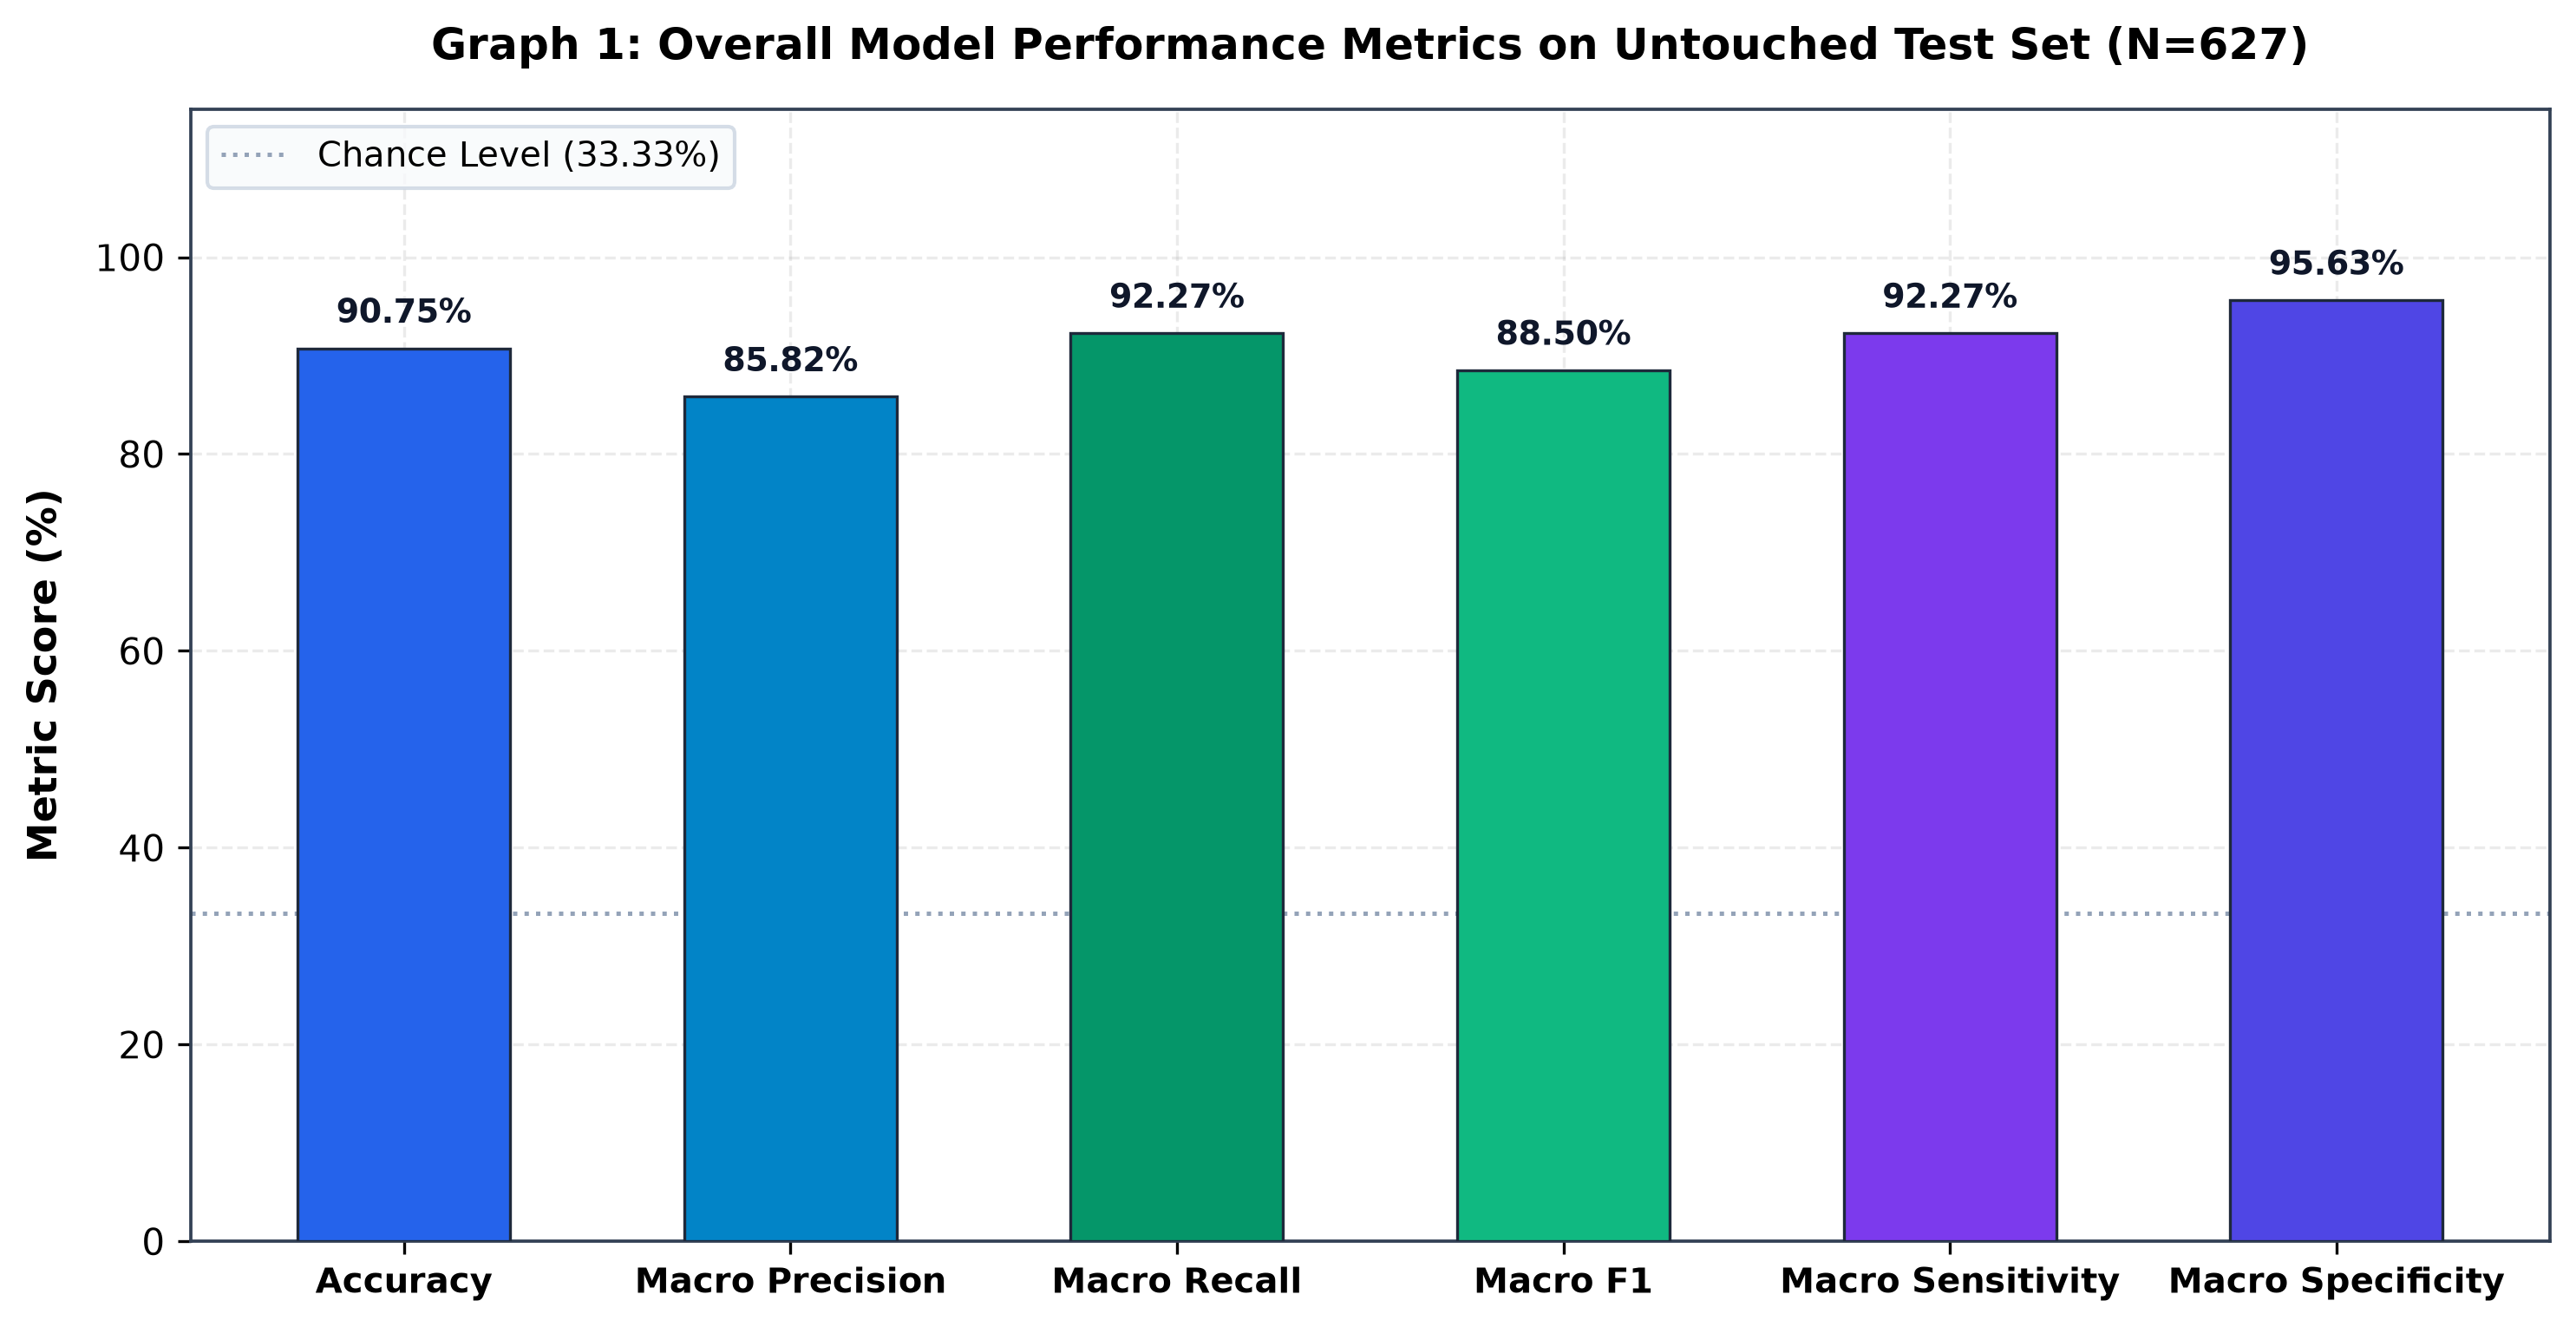 Graph 1: Overall Model Performance Metrics on Untouched Test Set (N=627)
Chance Level (33.33%)
Metric Score (%)
100
80
60
40
20
0
90.75%
85.82%
92.27%
88.50%
92.27%
95.63%
Accuracy
Macro Precision
Macro Recall
Macro F1
Macro Sensitivity
Macro Specificity